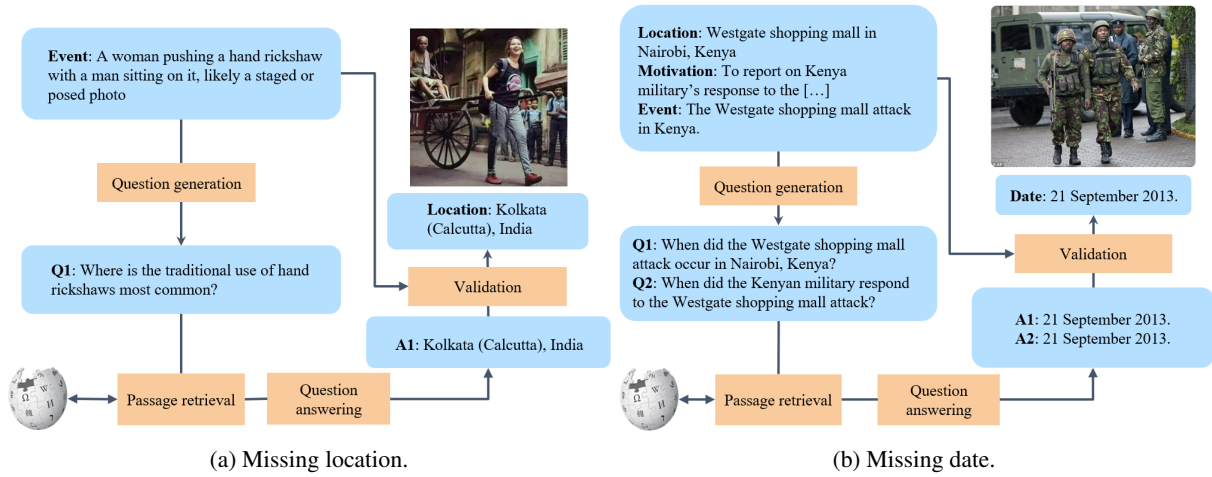 Event: A woman pushing a hand rickshaw
with a man sitting on it, likely a staged or
posed photo
Question generation
Location: Kolkata
(Calcutta), India
Q1: Where is the traditional use of hand
rickshaws most common?
Validation
A1: Kolkata (Calcutta), India
Passage retrieval
Question
answering
(a) Missing location.
Location: Westgate shopping mall in
Nairobi, Kenya
Motivation: To report on Kenya
military's response to the [...]
Event: The Westgate shopping mall attack
in Kenya.
Question generation
Date: 21 September 2013.
Q1: When did the Westgate shopping mall
attack occur in Nairobi, Kenya?
Q2: When did the Kenyan military respond
to the Westgate shopping mall attack?
Validation
A1: 21 September 2013.
A2: 21 September 2013.
Passage retrieval
Question
answering
(b) Missing date.